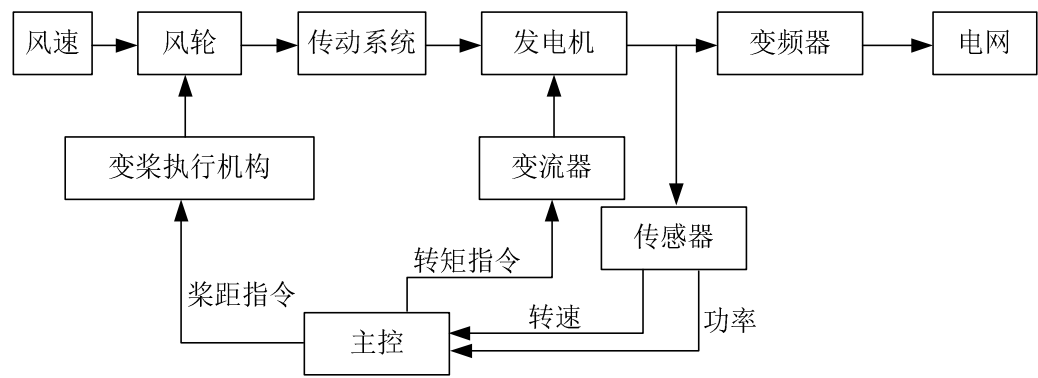 风速
风轮
传动系统
发电机
变频器
电网
变桨执行机构
变流器
传感器
转矩指令
桨距指令
转速
功率
主控